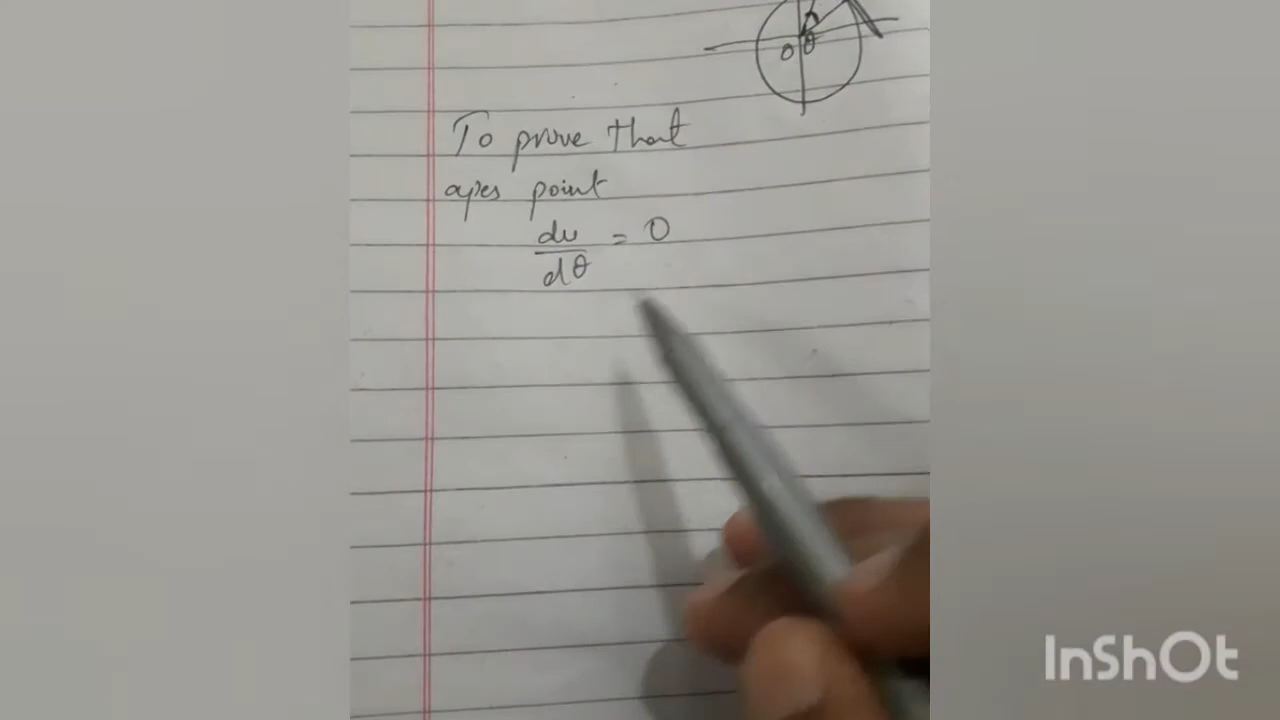 O θ
To prove that
apes point
du
dθ
= 0
InShOt